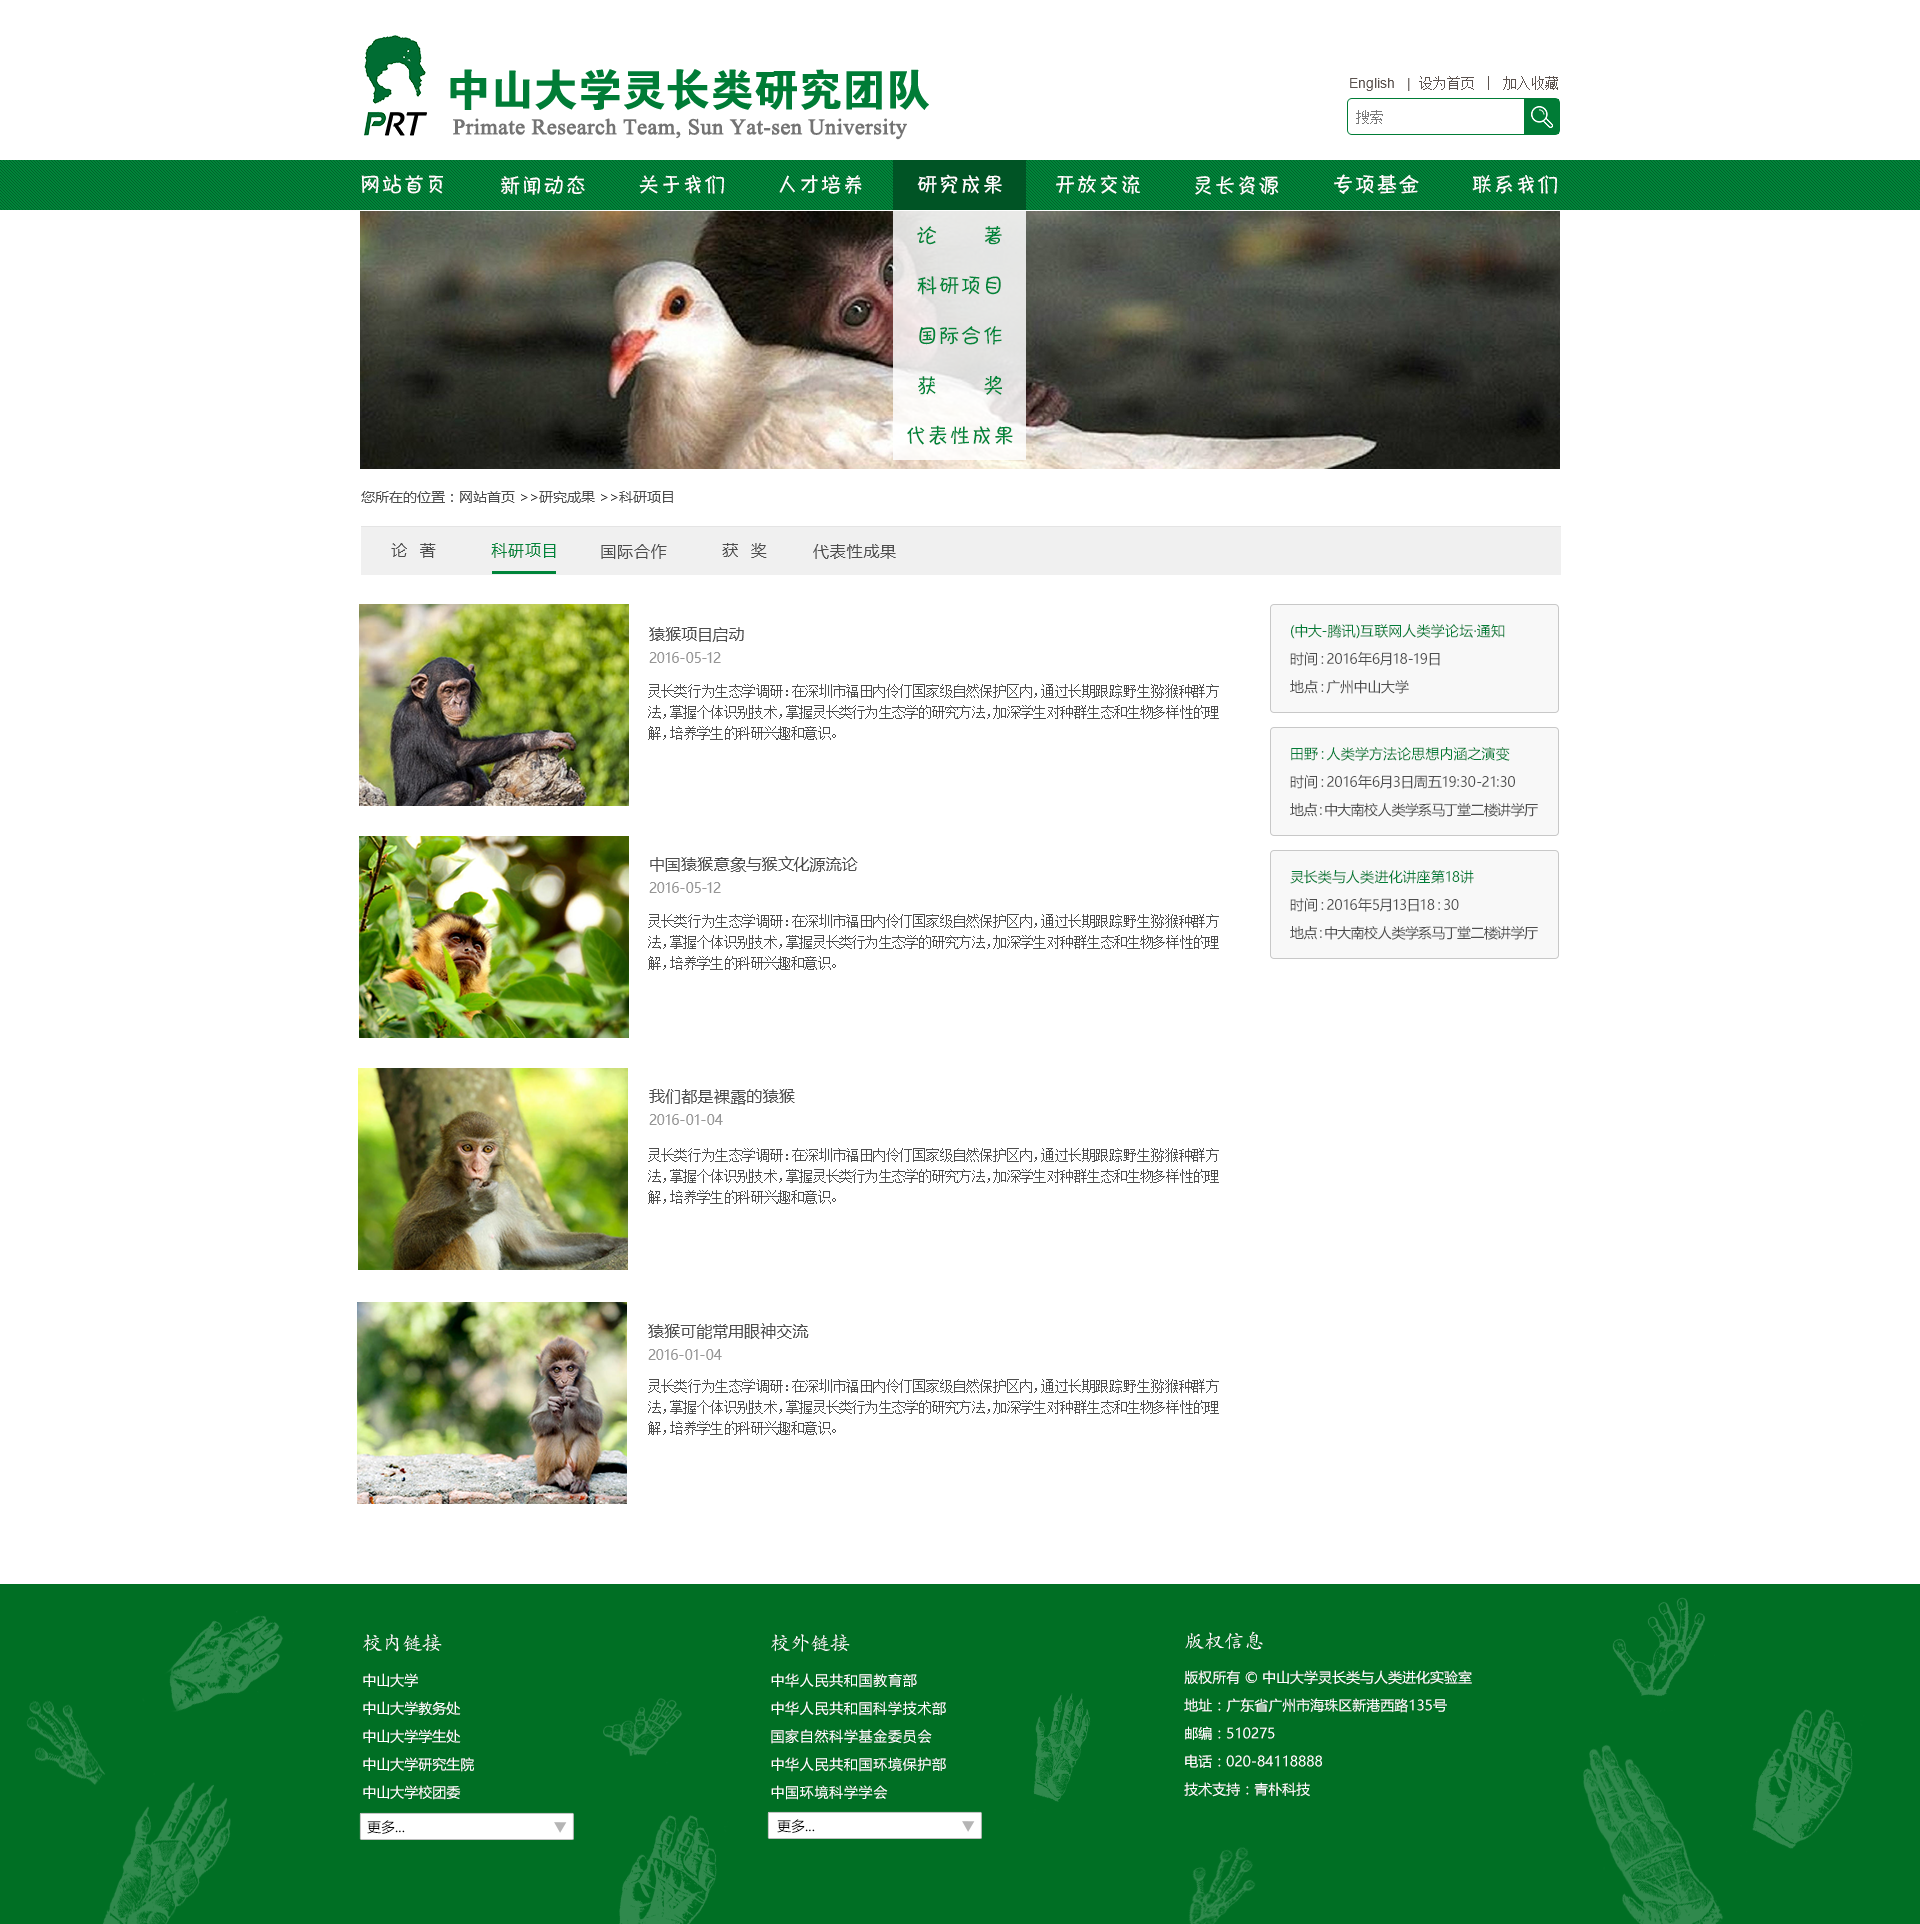 PRT
中山大学灵长类研究团队
Primate Research Team, Sun Yat-sen University
English | 设为首页 | 加入收藏
搜索
网站首页 新闻动态 关于我们 人才培养 研究成果 开放交流 灵长资源 专项基金 联系我们
论 著
科研项目
国际合作
获 奖
代表性成果
您所在的位置：网站首页 >>研究成果 >>科研项目
论 著 科研项目 国际合作 获 奖 代表性成果
猿猴项目启动
2016-05-12
灵长类行为生态学调研：在深圳市福田内伶仃国家级自然保护区内，通过长期跟踪野生猕猴种群方
法，掌握个体识别技术，掌握灵长类行为生态学的研究方法，加深学生对种群生态和生物多样性的理
解，培养学生的科研兴趣和意识。
中国猿猴意象与猴文化源流论
2016-05-12
灵长类行为生态学调研：在深圳市福田内伶仃国家级自然保护区内，通过长期跟踪野生猕猴种群方
法，掌握个体识别技术，掌握灵长类行为生态学的研究方法，加深学生对种群生态和生物多样性的理
解，培养学生的科研兴趣和意识。
我们都是裸露的猿猴
2016-01-04
灵长类行为生态学调研：在深圳市福田内伶仃国家级自然保护区内，通过长期跟踪野生猕猴种群方
法，掌握个体识别技术，掌握灵长类行为生态学的研究方法，加深学生对种群生态和生物多样性的理
解，培养学生的科研兴趣和意识。
猿猴可能常用眼神交流
2016-01-04
灵长类行为生态学调研：在深圳市福田内伶仃国家级自然保护区内，通过长期跟踪野生猕猴种群方
法，掌握个体识别技术，掌握灵长类行为生态学的研究方法，加深学生对种群生态和生物多样性的理
解，培养学生的科研兴趣和意识。
(中大-腾讯)互联网人类学论坛·通知
时间：2016年6月18-19日
地点：广州中山大学
田野：人类学方法论思想内涵之演变
时间：2016年6月3日周五19:30-21:30
地点：中大南校人类学系马丁堂二楼讲学厅
灵长类与人类进化讲座第18讲
时间：2016年5月13日18：30
地点：中大南校人类学系马丁堂二楼讲学厅
校内链接
中山大学
中山大学教务处
中山大学学生处
中山大学研究生院
中山大学校团委
更多...
校外链接
中华人民共和国教育部
中华人民共和国科学技术部
国家自然科学基金委员会
中华人民共和国环境保护部
中国环境科学学会
更多...
版权信息
版权所有 © 中山大学灵长类与人类进化实验室
地址：广东省广州市海珠区新港西路135号
邮编：510275
电话：020-84118888
技术支持：青朴科技